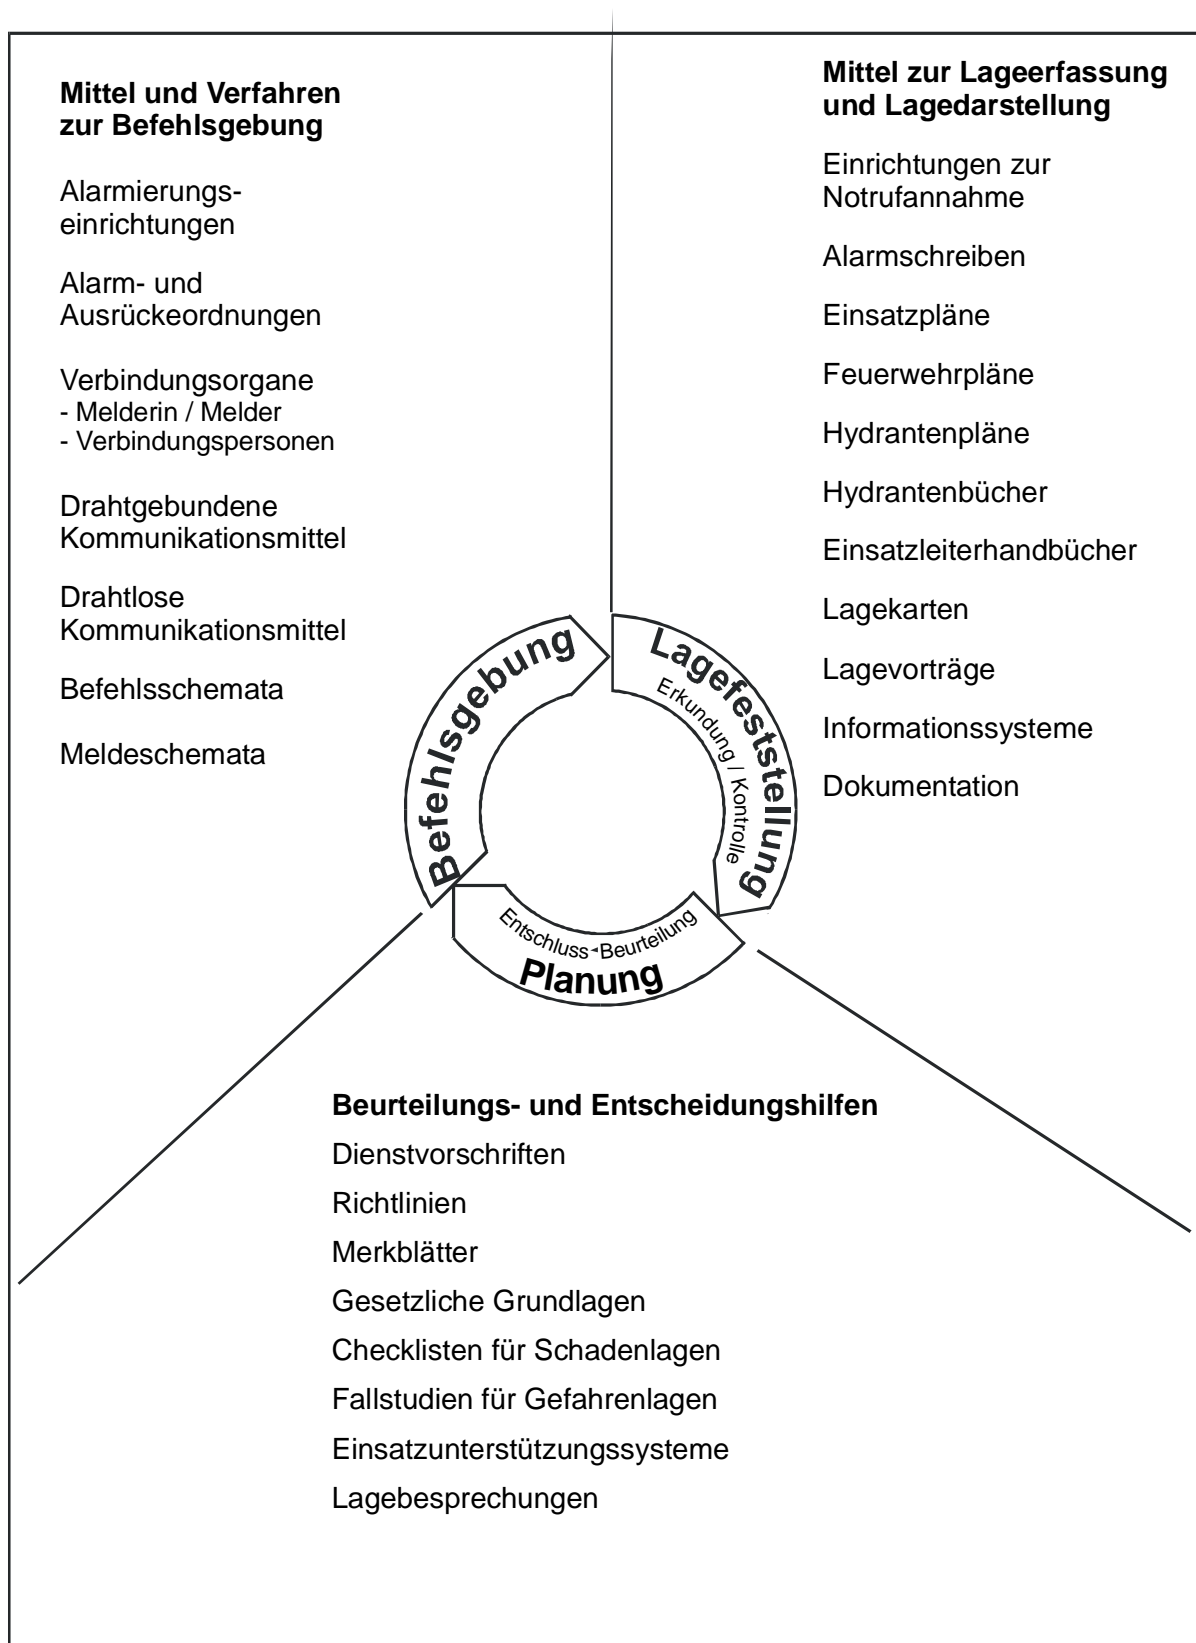 Mittel und Verfahren
zur Befehlsgebung
Alarmierungs-
einrichtungen
Alarm- und
Ausrückeordnungen
Verbindungsorgane
- Melderin / Melder
- Verbindungspersonen
Drahtgebundene
Kommunikationsmittel
Drahtlose
Kommunikationsmittel
Befehlsschemata
Meldeschemata
Mittel zur Lageerfassung
und Lagedarstellung
Einrichtungen zur
Notrufannahme
Alarmschreiben
Einsatzpläne
Feuerwehrpläne
Hydrantenpläne
Hydrantenbücher
Einsatzleiterhandbücher
Lagekarten
Lagevorträge
Informationssysteme
Dokumentation
Befehlsgebung
Lagefeststellung
Erkundung / Kontrolle
Entschluss Beurteilung
Planung
Beurteilungs- und Entscheidungshilfen
Dienstvorschriften
Richtlinien
Merkblätter
Gesetzliche Grundlagen
Checklisten für Schadenlagen
Fallstudien für Gefahrenlagen
Einsatzunterstützungssysteme
Lagebesprechungen